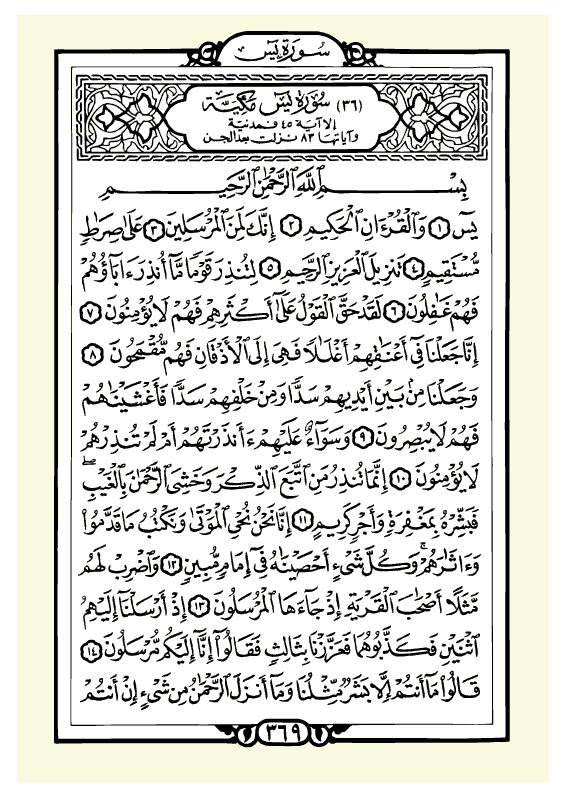 سورة يس
(٣٦) سورة يس مكية
إلا آية ٤٥ فمدنية
وآياتها ٨٣ نزلت بعد الجن
بِسْمِ ٱللَّهِ ٱلرَّحْمَٰنِ ٱلرَّحِيمِ
يسٓ ١ وَٱلْقُرْءَانِ ٱلْحَكِيمِ ٢ إِنَّكَ لَمِنَ ٱلْمُرْسَلِينَ ٣ عَلَىٰ صِرَٰطٍ
مُّسْتَقِيمٍ ٤ تَنزِيلَ ٱلْعَزِيزِ ٱلرَّحِيمِ ٥ لِتُنذِرَ قَوْمًا مَّآ أُنذِرَ ءَابَآؤُهُمْ
فَهُمْ غَٰفِلُونَ ٦ لَقَدْ حَقَّ ٱلْقَوْلُ عَلَىٰٓ أَكْثَرِهِمْ فَهُمْ لَا يُؤْمِنُونَ ٧
إِنَّا جَعَلْنَا فِىٓ أَعْنَٰقِهِمْ أَغْلَٰلًا فَهِىَ إِلَى ٱلْأَذْقَانِ فَهُم مُّقْمَحُونَ ٨
وَجَعَلْنَا مِنۢ بَيْنِ أَيْدِيهِمْ سَدًّا وَمِنْ خَلْفِهِمْ سَدًّا فَأَغْشَيْنَٰهُمْ
فَهُمْ لَا يُبْصِرُونَ ٩ وَسَوَآءٌ عَلَيْهِمْ ءَأَنذَرْتَهُمْ أَمْ لَمْ تُنذِرْهُمْ
لَا يُؤْمِنُونَ ١٠ إِنَّمَا تُنذِرُ مَنِ ٱتَّبَعَ ٱلذِّكْرَ وَخَشِىَ ٱلرَّحْمَٰنَ بِٱلْغَيْبِ ۖ
فَبَشِّرْهُ بِمَغْفِرَةٍ وَأَجْرٍ كَرِيمٍ ١١ إِنَّا نَحْنُ نُحْىِ ٱلْمَوْتَىٰ وَنَكْتُبُ مَا قَدَّمُوا۟
وَءَاثَٰرَهُمْ ۚ وَكُلَّ شَىْءٍ أَحْصَيْنَٰهُ فِىٓ إِمَامٍ مُّبِينٍ ١٢ وَٱضْرِبْ لَهُم
مَّثَلًا أَصْحَٰبَ ٱلْقَرْيَةِ إِذْ جَآءَهَا ٱلْمُرْسَلُونَ ١٣ إِذْ أَرْسَلْنَآ إِلَيْهِمُ
ٱثْنَيْنِ فَكَذَّبُوهُمَا فَعَزَّزْنَا بِثَالِثٍ فَقَالُوٓا۟ إِنَّآ إِلَيْكُم مُّرْسَلُونَ ١٤
قَالُوا۟ مَآ أَنتُمْ إِلَّا بَشَرٌ مِّثْلُنَا وَمَآ أَنزَلَ ٱلرَّحْمَٰنُ مِن شَىْءٍ إِنْ أَنتُمْ
٣٦٩